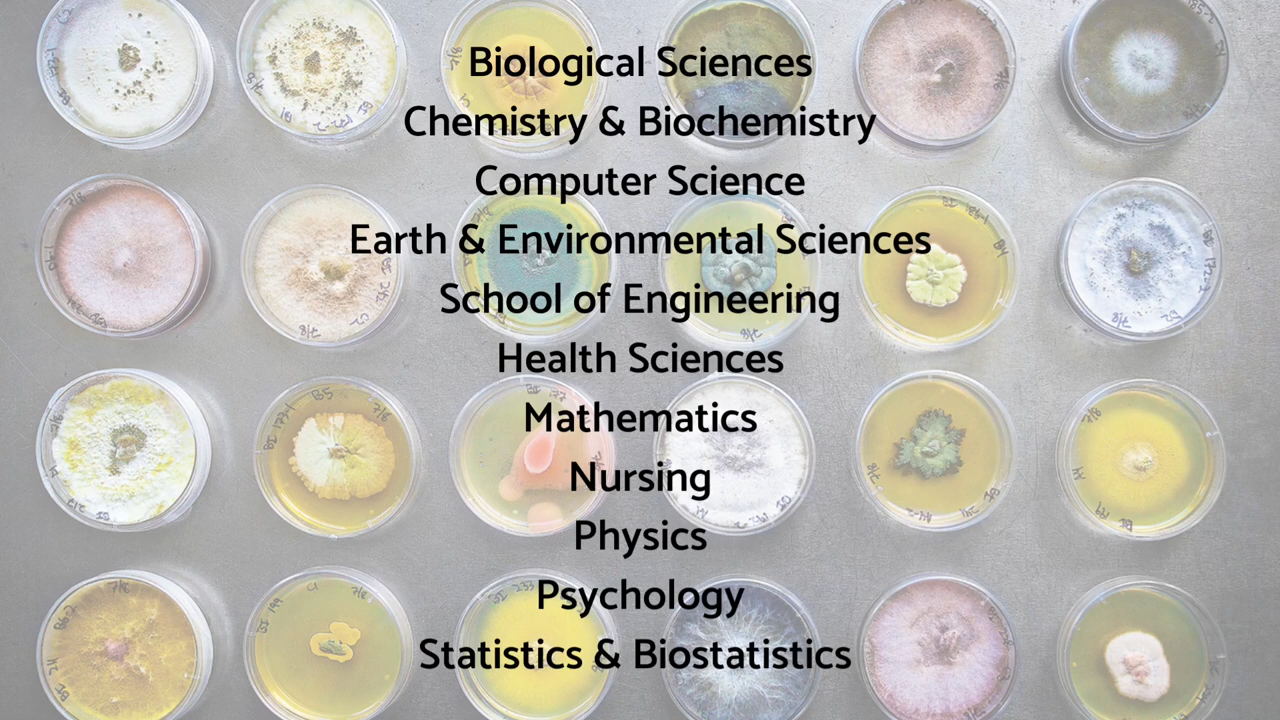 Biological Sciences
Chemistry & Biochemistry
Computer Science
Earth & Environmental Sciences
School of Engineering
Health Sciences
Mathematics
Nursing
Physics
Psychology
Statistics & Biostatistics